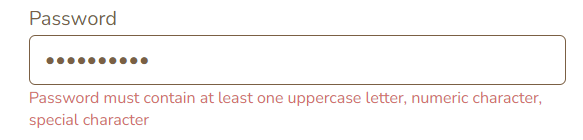 Password
••••••••••
Password must contain at least one uppercase letter, numeric character,
special character